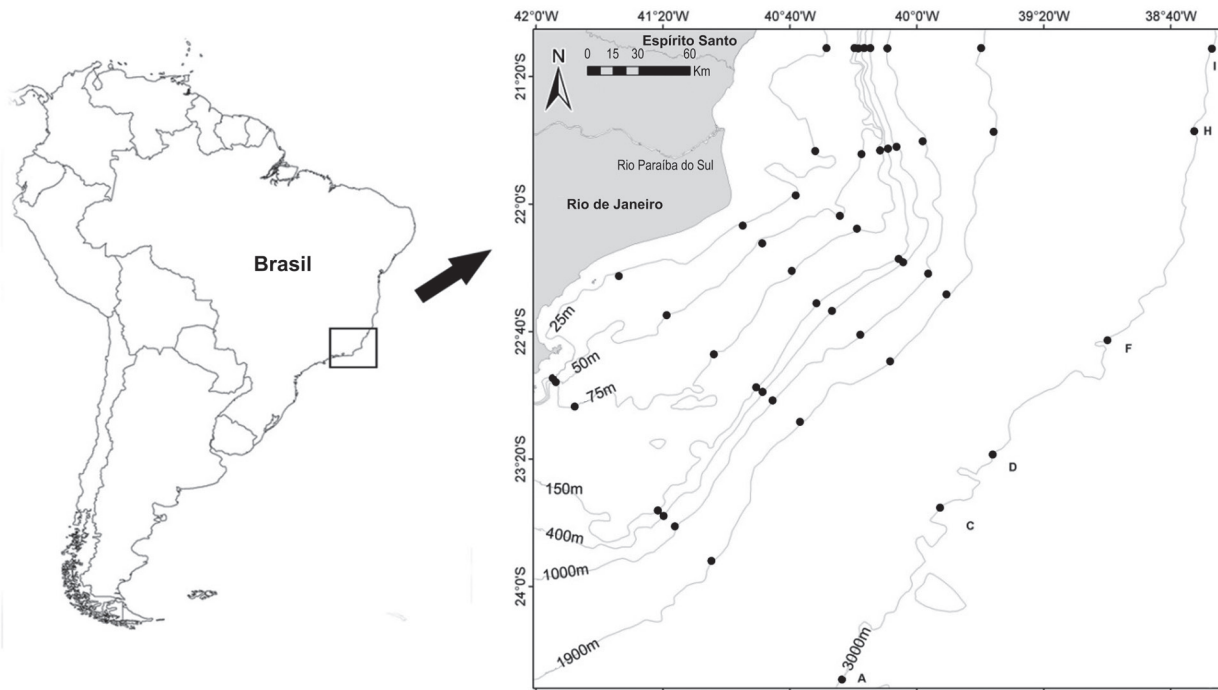 Brasil
42°0'W 41°20'W 40°40'W 40°0'W 39°20'W 38°40'W
Espírito Santo
N
0 15 30 60
Km
21°20'S
22°0'S
22°40'S
23°20'S
24°0'S
Rio Paraíba do Sul
Rio de Janeiro
25m
50m
75m
150m
400m
1000m
1900m
3000m
I
H
F
D
C
A